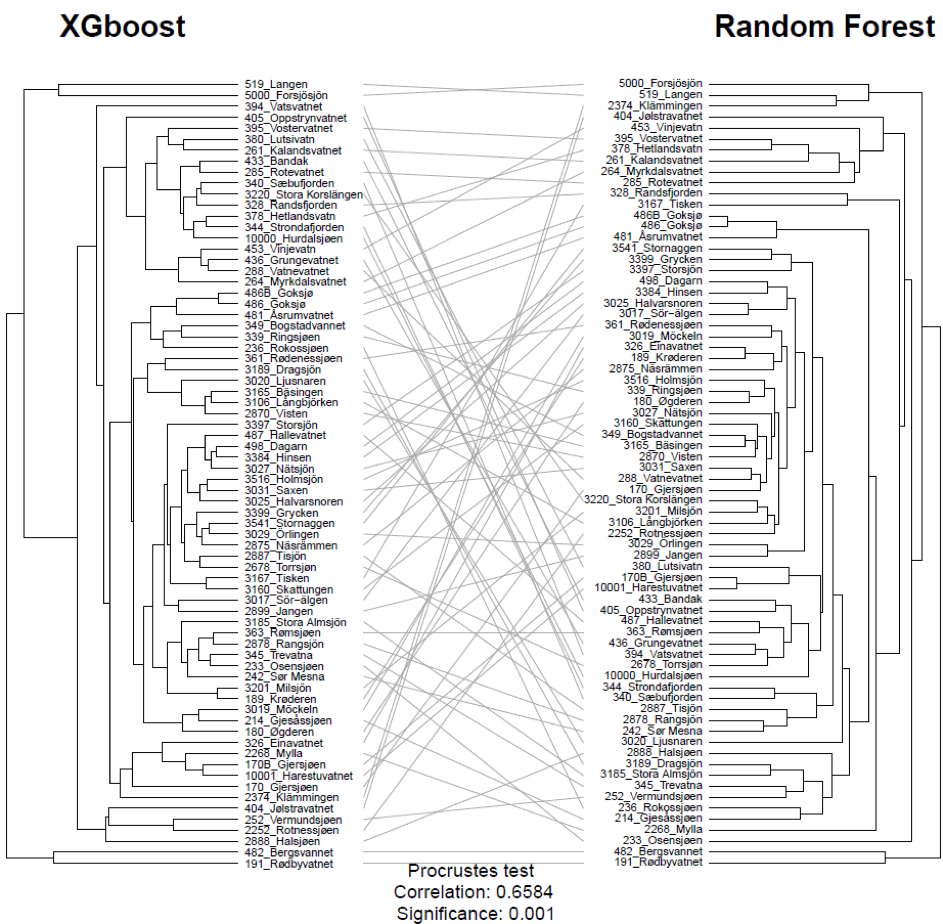 XGboost
Random Forest
519_Langen
5000_Forsjösjön
394_Vatsvatnet
405_Oppstrynvatnet
395_Vostervatnet
380_Lutsivatn
261_Kalandsvatnet
433_Bandak
285_Rotevatnet
340_Sæbufjorden
3220_Stora Korslängen
328_Randsfjorden
378_Hetlandsvatn
344_Strondafjorden
10000_Hurdalsjøen
453_Vinjevatn
436_Grungevatnet
288_Vatnevatnet
264_Myrkdalsvatnet
486B_Goksjø
486_Goksjø
481_Åsrumvatnet
349_Bogstadvannet
339_Ringsjøen
236_Rokossjøen
361_Rødenessjøen
3189_Dragsjön
3020_Ljusnaren
3165_Bäsingen
3106_Långbjörken
2870_Visten
3397_Storsjön
487_Hallevatnet
498_Dagarn
3384_Hinsen
3027_Nätsjön
3516_Holmsjön
3031_Saxen
3025_Halvarsnoren
3399_Grycken
3541_Stornaggen
3029_Örlingen
2875_Näsrämmen
2887_Tisjön
2678_Torrsjøn
3167_Tisken
3160_Skattungen
3017_Sör−älgen
2899_Jangen
3185_Stora Almsjön
363_Rømsjøen
2878_Rangsjön
345_Trevatna
233_Osensjøen
242_Sør Mesna
3201_Milsjön
189_Krøderen
3019_Möckeln
214_Gjesåssjøen
180_Øgderen
326_Einavatnet
2268_Mylla
170B_Gjersjøen
10001_Harestuvatnet
170_Gjersjøen
2374_Klämmingen
404_Jølstravatnet
252_Vermundsjøen
2252_Rotnessjøen
2888_Halsjøen
482_Bergsvannet
191_Rødbyvatnet
5000_Forsjösjön
519_Langen
2374_Klämmingen
404_Jølstravatnet
453_Vinjevatn
395_Vostervatnet
378_Hetlandsvatn
261_Kalandsvatnet
264_Myrkdalsvatnet
285_Rotevatnet
328_Randsfjorden
3167_Tisken
486B_Goksjø
486_Goksjø
481_Åsrumvatnet
3541_Stornaggen
3399_Grycken
3397_Storsjön
498_Dagarn
3384_Hinsen
3025_Halvarsnoren
3017_Sör−älgen
361_Rødenessjøen
3019_Möckeln
326_Einavatnet
189_Krøderen
2875_Näsrämmen
3516_Holmsjön
339_Ringsjøen
180_Øgderen
3027_Nätsjön
3160_Skattungen
349_Bogstadvannet
3165_Bäsingen
2870_Visten
3031_Saxen
288_Vatnevatnet
170_Gjersjøen
3220_Stora Korslängen
3201_Milsjön
3106_Långbjörken
2252_Rotnessjøen
3029_Örlingen
2899_Jangen
380_Lutsivatn
170B_Gjersjøen
10001_Harestuvatnet
433_Bandak
405_Oppstrynvatnet
487_Hallevatnet
363_Rømsjøen
436_Grungevatnet
394_Vatsvatnet
2678_Torrsjøn
10000_Hurdalsjøen
344_Strondafjorden
340_Sæbufjorden
2887_Tisjön
2878_Rangsjön
242_Sør Mesna
3020_Ljusnaren
2888_Halsjøen
3189_Dragsjön
3185_Stora Almsjön
345_Trevatna
252_Vermundsjøen
236_Rokossjøen
214_Gjesåssjøen
2268_Mylla
233_Osensjøen
482_Bergsvannet
191_Rødbyvatnet
Procrustes test
Correlation: 0.6584
Significance: 0.001